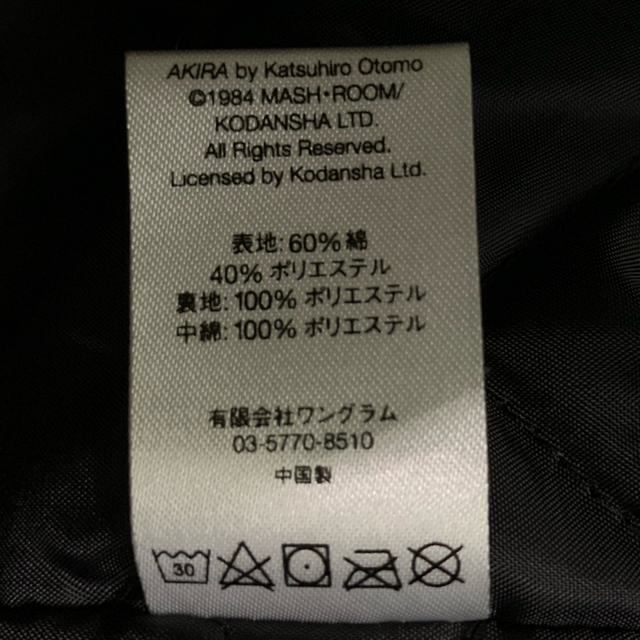 AKIRA by Katsuhiro Otomo
©1984 MASH・ROOM/
KODANSHA LTD.
All Rights Reserved.
Licensed by Kodansha Ltd.
表地: 60% 綿
40% ポリエステル
裏地: 100% ポリエステル
中綿: 100% ポリエステル
有限会社ワングラム
03-5770-8510
中国製
30